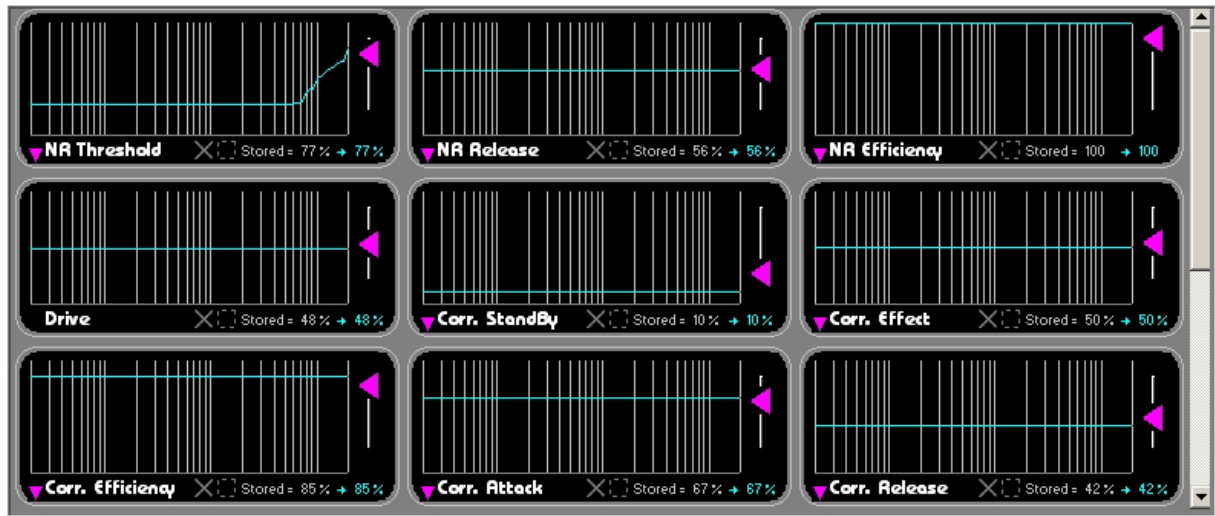 NR Threshold Stored = 77 % → 77 %
NR Release Stored = 56 % → 56 %
NR Efficiency Stored = 100 → 100
Drive Stored = 48 % → 48 %
Corr. StandBy Stored = 10 % → 10 %
Corr. Effect Stored = 50 % → 50 %
Corr. Efficiency Stored = 85 % → 85 %
Corr. Attack Stored = 67 % → 67 %
Corr. Release Stored = 42 % → 42 %